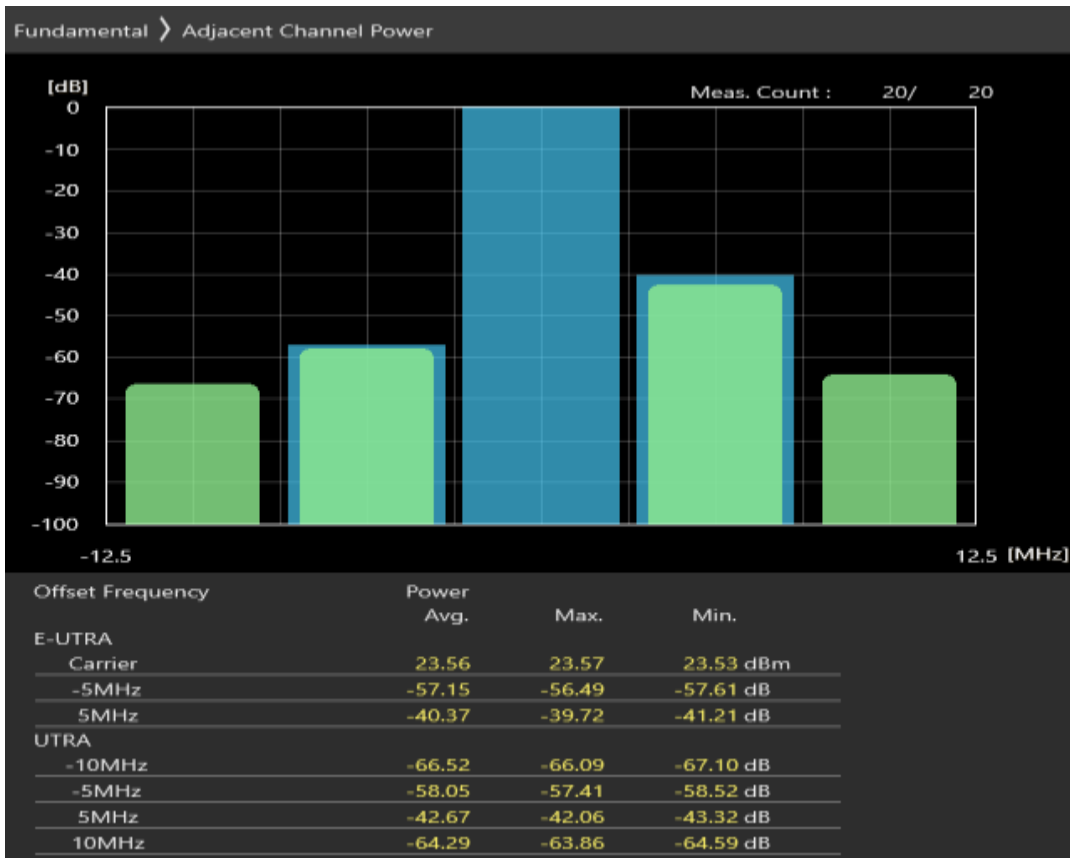 Fundamental 》 Adjacent Channel Power
[dB]
Meas. Count : 20/ 20
0
-10
-20
-30
-40
-50
-60
-70
-80
-90
-100
-12.5 12.5 [MHz]
Offset Frequency Power
Avg. Max. Min.
E-UTRA
Carrier 23.56 23.57 23.53 dBm
-5MHz -57.15 -56.49 -57.61 dB
5MHz -40.37 -39.72 -41.21 dB
UTRA
-10MHz -66.52 -66.09 -67.10 dB
-5MHz -58.05 -57.41 -58.52 dB
5MHz -42.67 -42.06 -43.32 dB
10MHz -64.29 -63.86 -64.59 dB